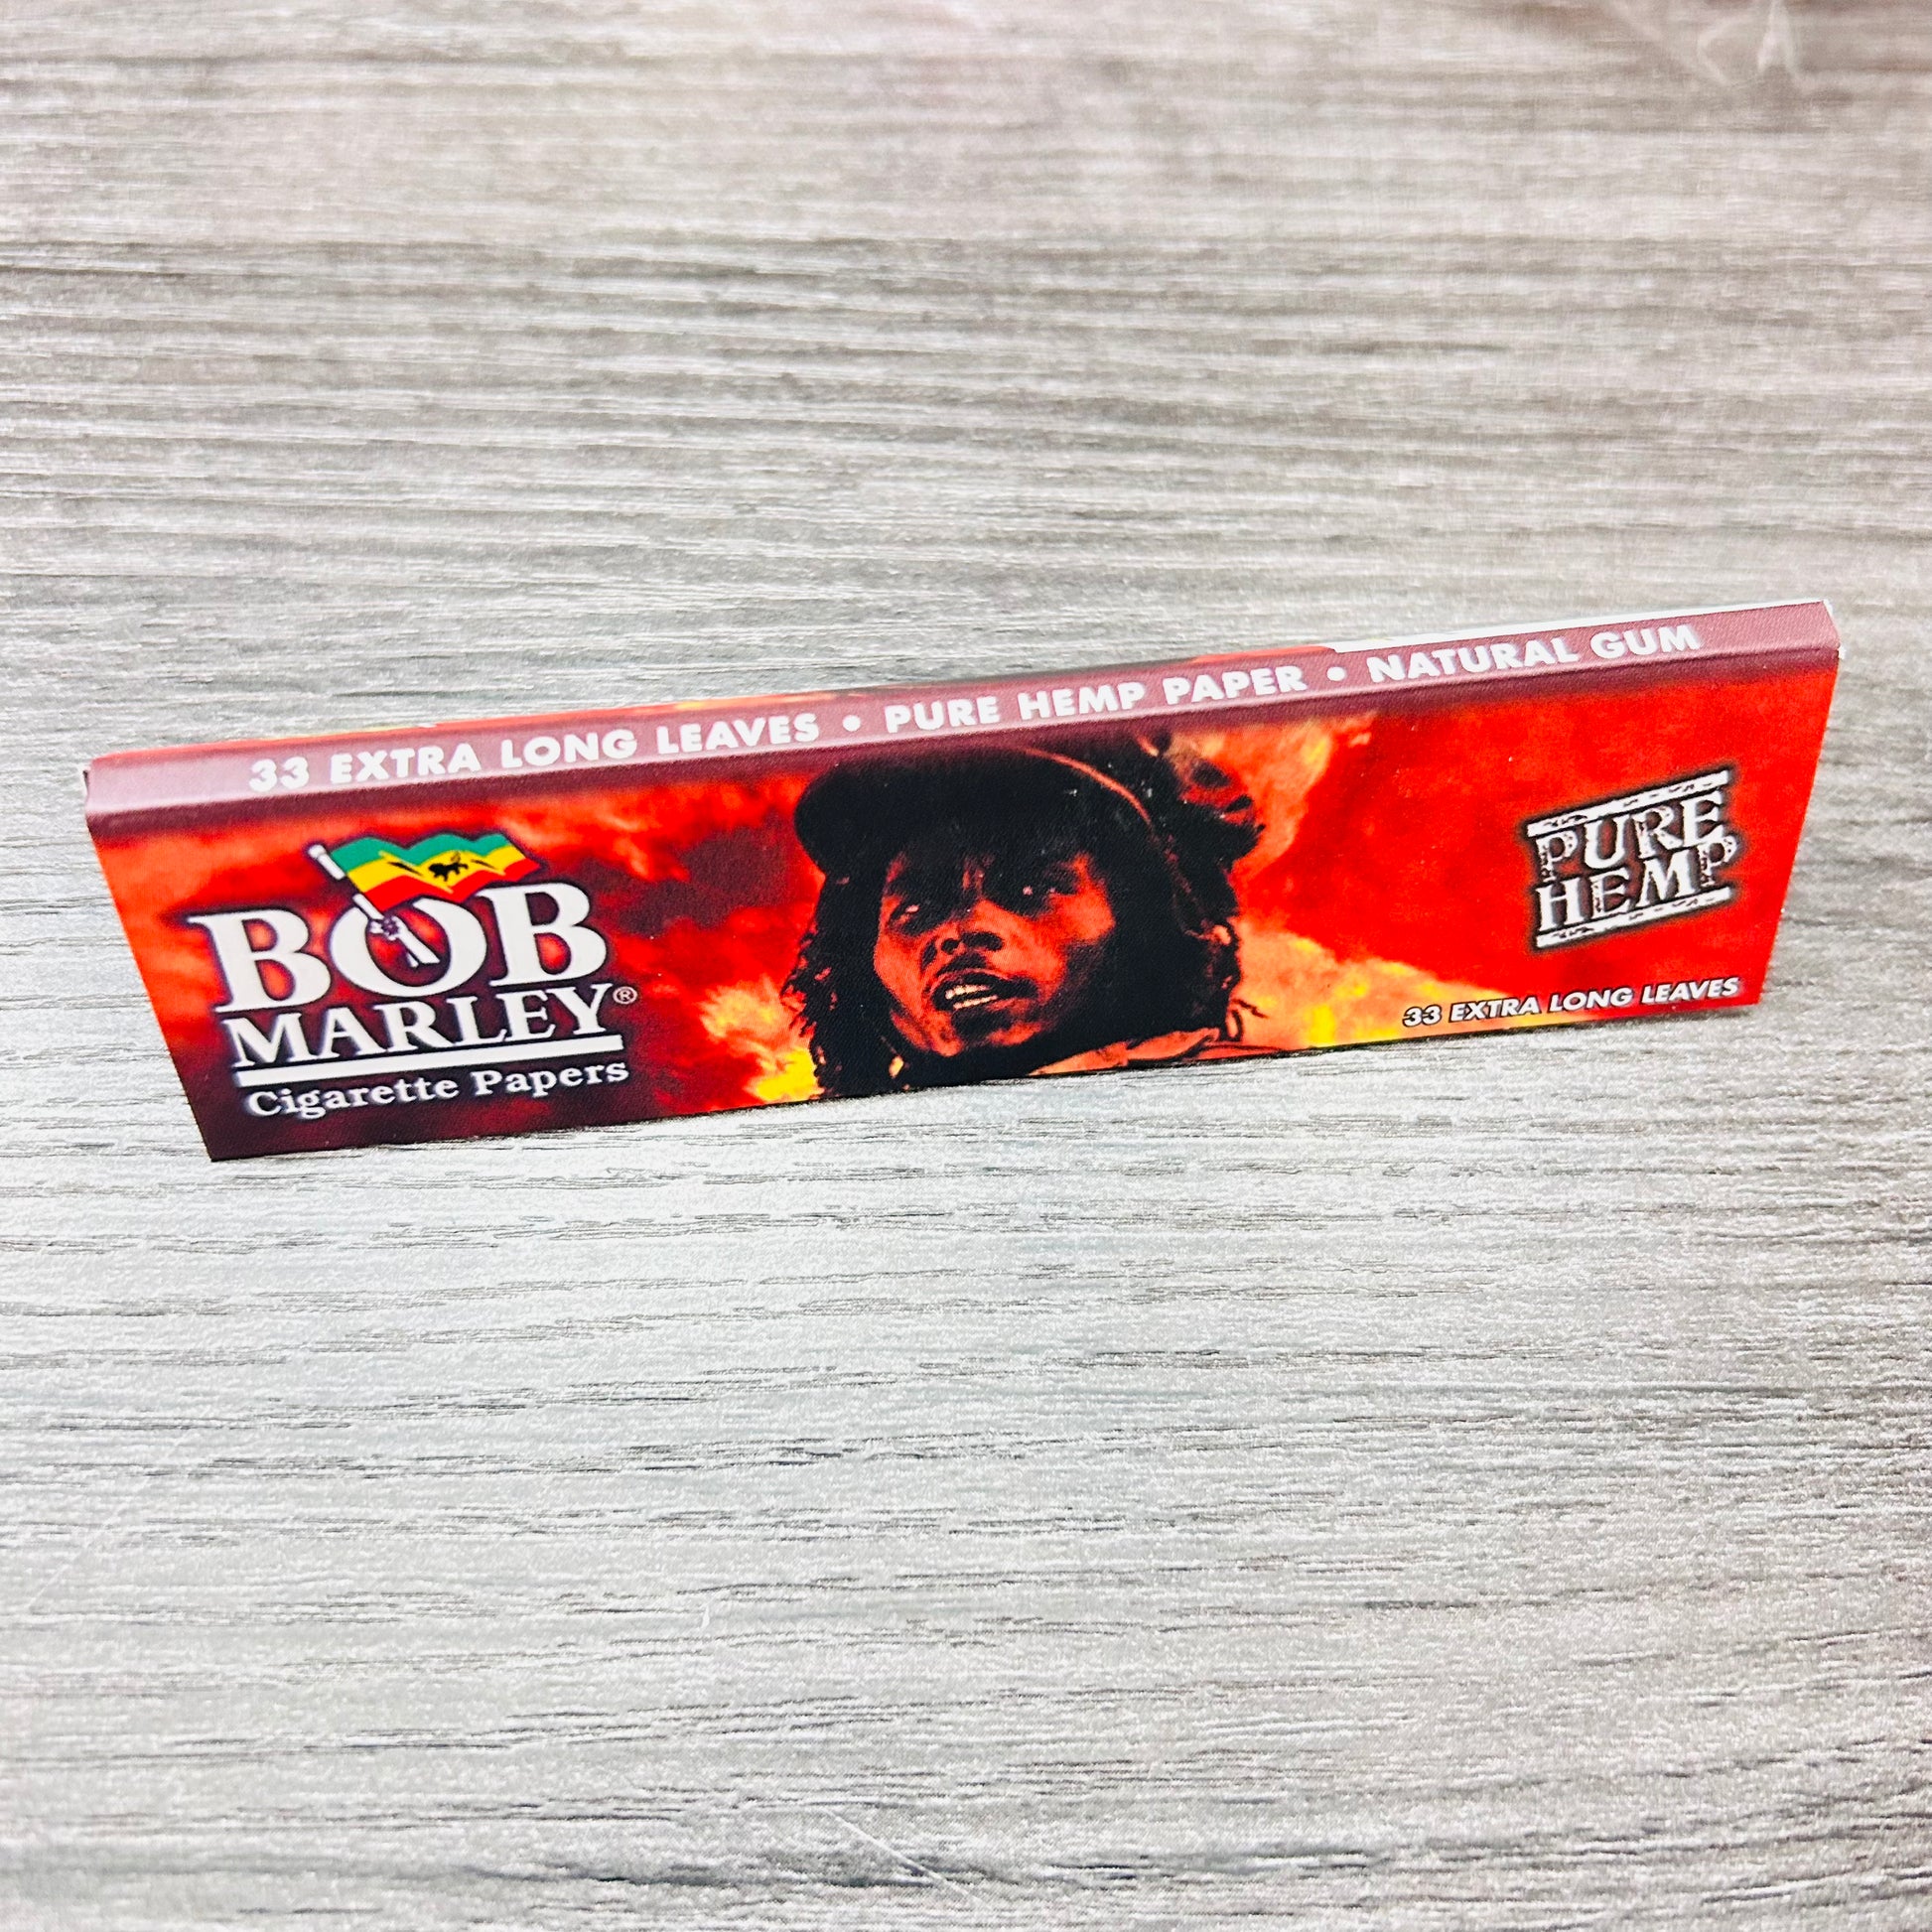 33 EXTRA LONG LEAVES • PURE HEMP PAPER • NATURAL GUM
BOB
MARLEY®
Cigarette Papers
PURE
HEMP
33 EXTRA LONG LEAVES